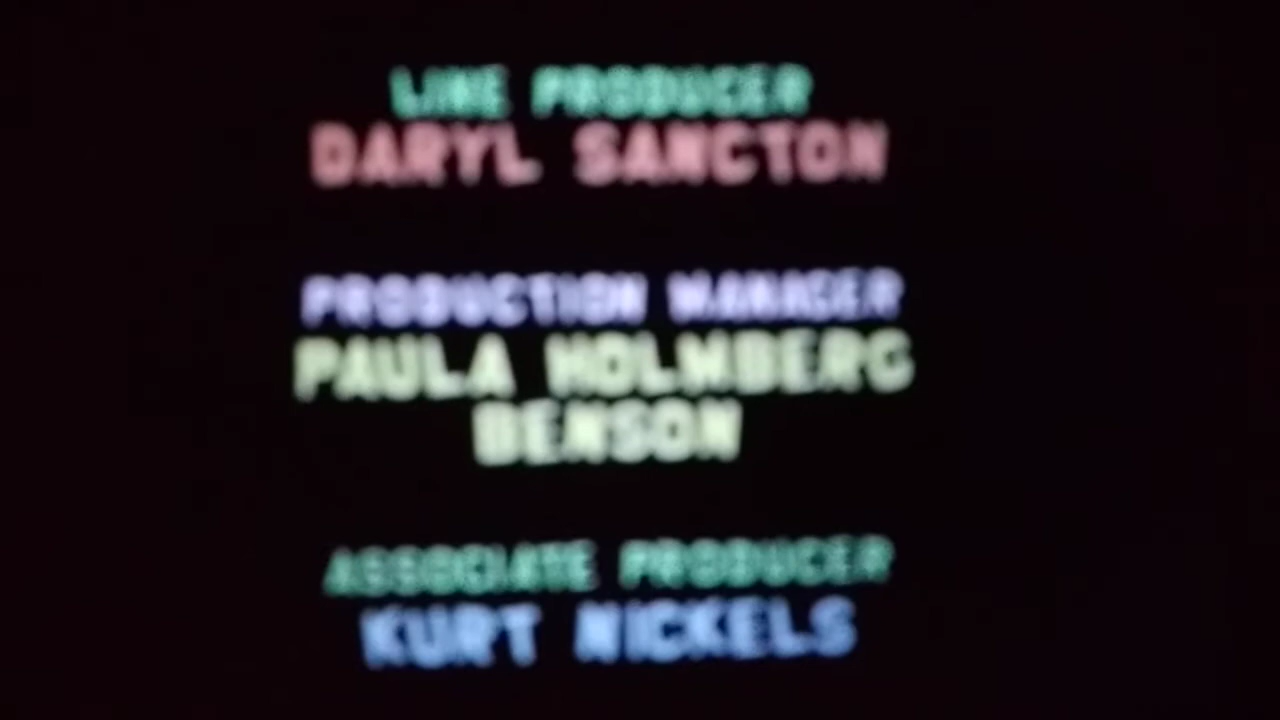 LINE PRODUCER
DARYL SANCTON
PRODUCTION MANAGER
PAULA HOLMBERG
BENSON
ASSOCIATE PRODUCER
KURT NICKELS